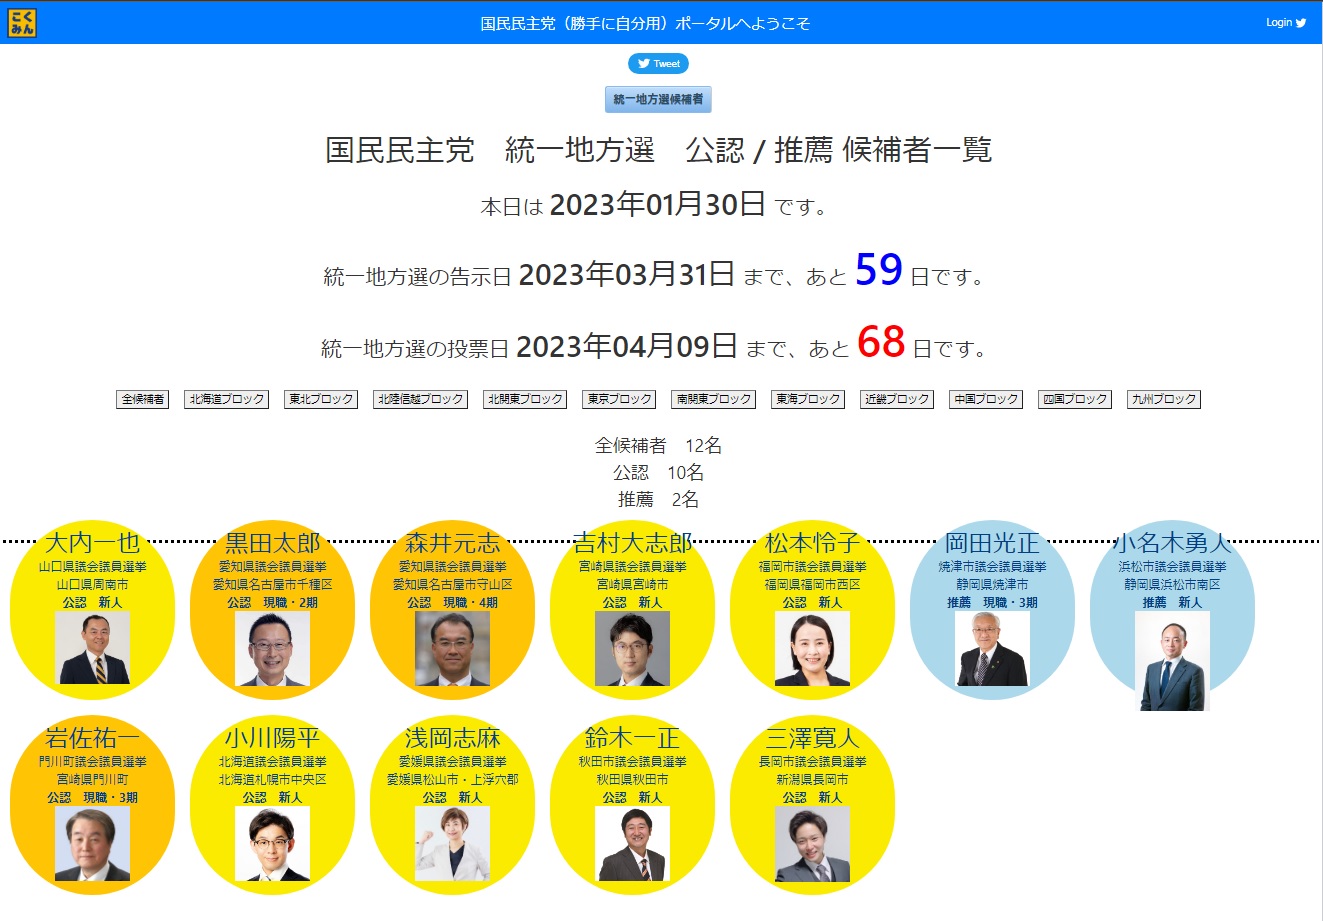 こく
みん
国民民主党（勝手に自分用）ポータルへようこそ
Login
Tweet
統一地方選候補者
国民民主党　統一地方選　公認 / 推薦 候補者一覧
本日は 2023年01月30日 です。
統一地方選の告示日 2023年03月31日 まで、あと 59 日です。
統一地方選の投票日 2023年04月09日 まで、あと 68 日です。
全候補者 北海道ブロック 東北ブロック 北陸信越ブロック 北関東ブロック 東京ブロック 南関東ブロック 東海ブロック 近畿ブロック 中国ブロック 四国ブロック 九州ブロック
全候補者　12名
公認　10名
推薦　2名
大内一也
山口県議会議員選挙
山口県周南市
公認　新人
黒田太郎
愛知県議会議員選挙
愛知県名古屋市千種区
公認　現職・2期
森井元志
愛知県議会議員選挙
愛知県名古屋市守山区
公認　現職・4期
吉村大志郎
宮崎県議会議員選挙
宮崎県宮崎市
公認　新人
松本怜子
福岡市議会議員選挙
福岡県福岡市西区
公認　新人
岡田光正
焼津市議会議員選挙
静岡県焼津市
推薦　現職・3期
小名木勇人
浜松市議会議員選挙
静岡県浜松市南区
推薦　新人
岩佐祐一
門川町議会議員選挙
宮崎県門川町
公認　現職・3期
小川陽平
北海道議会議員選挙
北海道札幌市中央区
公認　新人
浅岡志麻
愛媛県議会議員選挙
愛媛県松山市・上浮穴郡
公認　新人
鈴木一正
秋田市議会議員選挙
秋田県秋田市
公認　新人
三澤寛人
長岡市議会議員選挙
新潟県長岡市
公認　新人